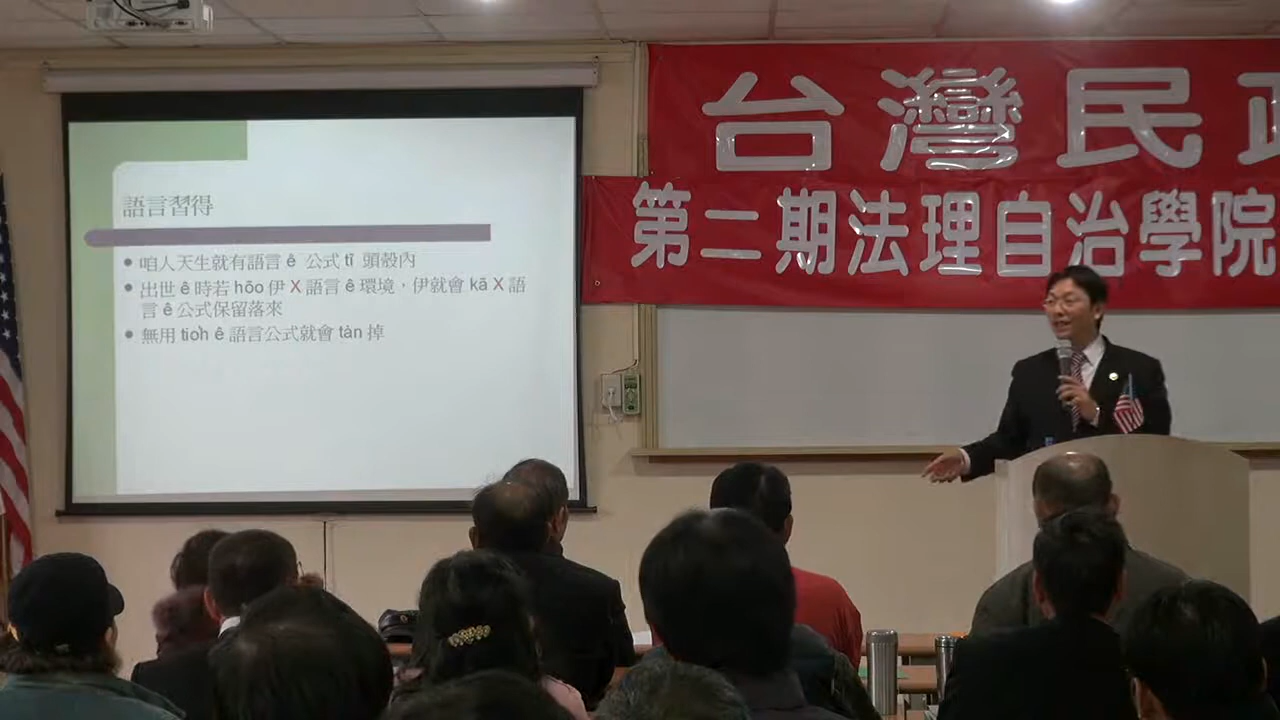 台灣民政
第二期法理自治學院
語言習得
咱人天生就有語言 ê 公式 tī 頭殼內
出世 ê 時若 hōo 伊 X 語言 ê 環境，伊就會 kā X 語
言 ê 公式保留落來
無用 tio̍h ê 語言公式就會 tàn 掉